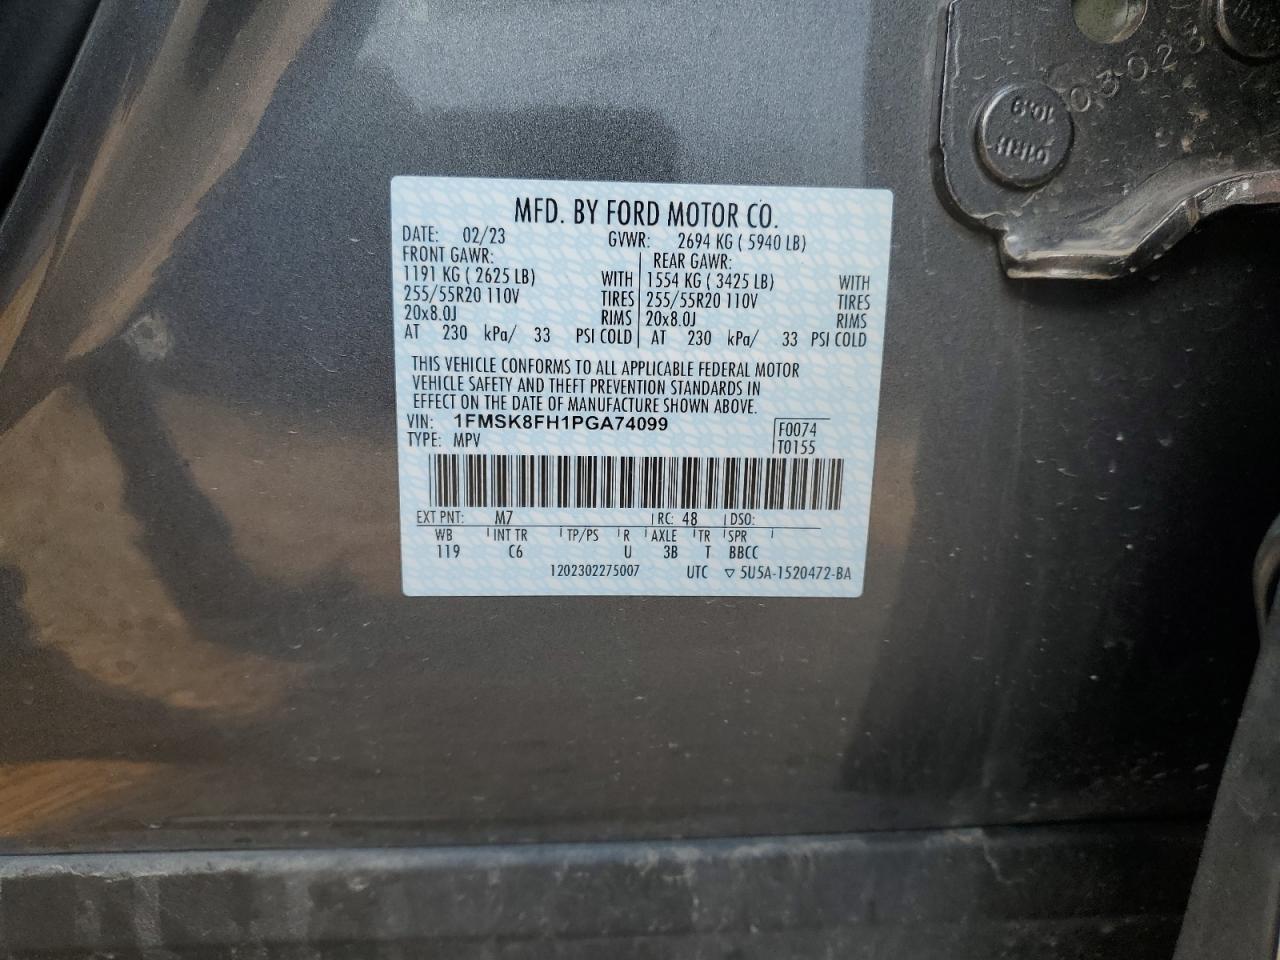 03028
10.9
MFD. BY FORD MOTOR CO.
DATE: 02/23 GVWR: 2694 KG ( 5940 LB)
FRONT GAWR: REAR GAWR:
1191 KG ( 2625 LB) WITH 1554 KG ( 3425 LB) WITH
255/55R20 110V TIRES 255/55R20 110V TIRES
20x8.0J RIMS 20x8.0J RIMS
AT 230 kPa/ 33 PSI COLD AT 230 kPa/ 33 PSI COLD
THIS VEHICLE CONFORMS TO ALL APPLICABLE FEDERAL MOTOR
VEHICLE SAFETY AND THEFT PREVENTION STANDARDS IN
EFFECT ON THE DATE OF MANUFACTURE SHOWN ABOVE.
VIN: 1FMSK8FH1PGA74099 F0074
TYPE: MPV T0155
EXT PNT: M7 RC: 48 DSO:
WB INT TR TP/PS R AXLE TR SPR
119 C6 U 3B T BBCC
1202302275007 UTC ▽ 5U5A-1520472-BA